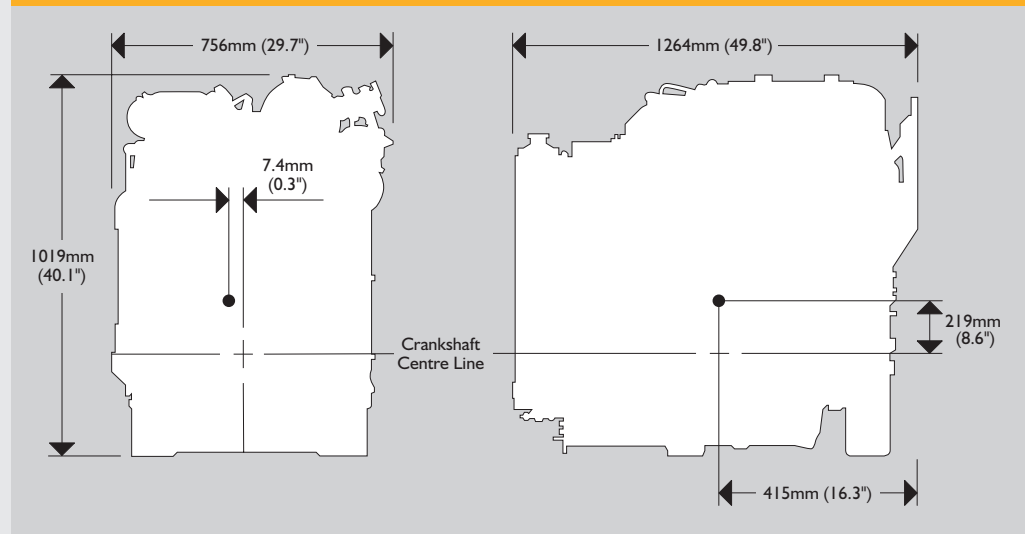 756mm (29.7")
1264mm (49.8")
7.4mm
(0.3")
1019mm
(40.1")
219mm
(8.6")
Crankshaft
Centre Line
415mm (16.3")